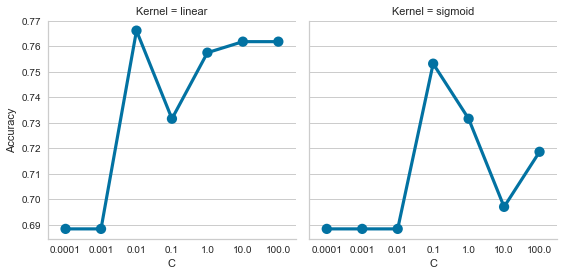 Kernel = linear
Kernel = sigmoid
Accuracy
0.77
0.76
0.75
0.74
0.73
0.72
0.71
0.70
0.69
0.0001 0.001 0.01 0.1 1.0 10.0 100.0
0.0001 0.001 0.01 0.1 1.0 10.0 100.0
C
C